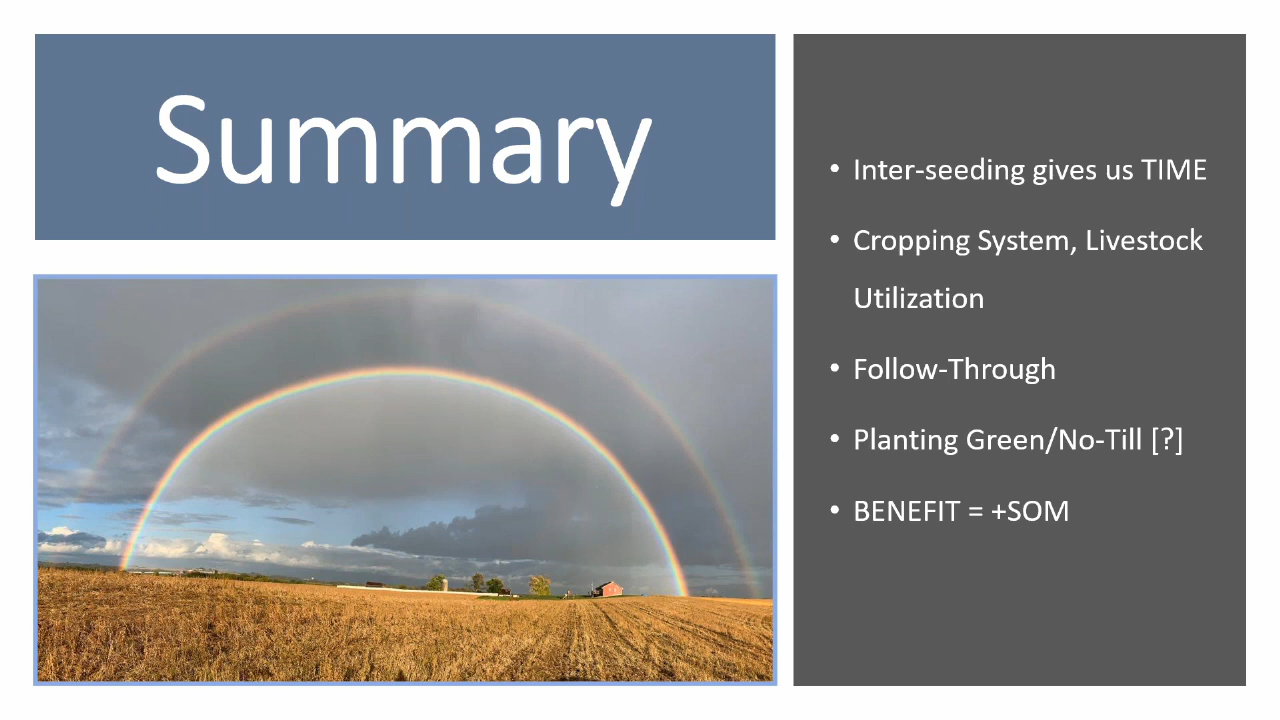 Summary
• Inter-seeding gives us TIME
• Cropping System, Livestock
Utilization
• Follow-Through
• Planting Green/No-Till [?]
• BENEFIT = +SOM